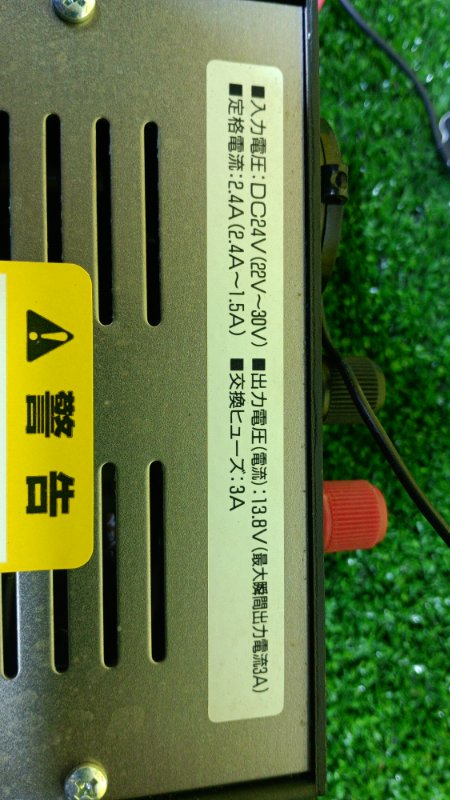 ■入力電圧：DC24V(22V～30V) ■出力電圧(電流)：13.8V(最大瞬間出力電流3A)
■定格電流：2.4A(2.4A～1.5A) ■交換ヒューズ：3A
警告